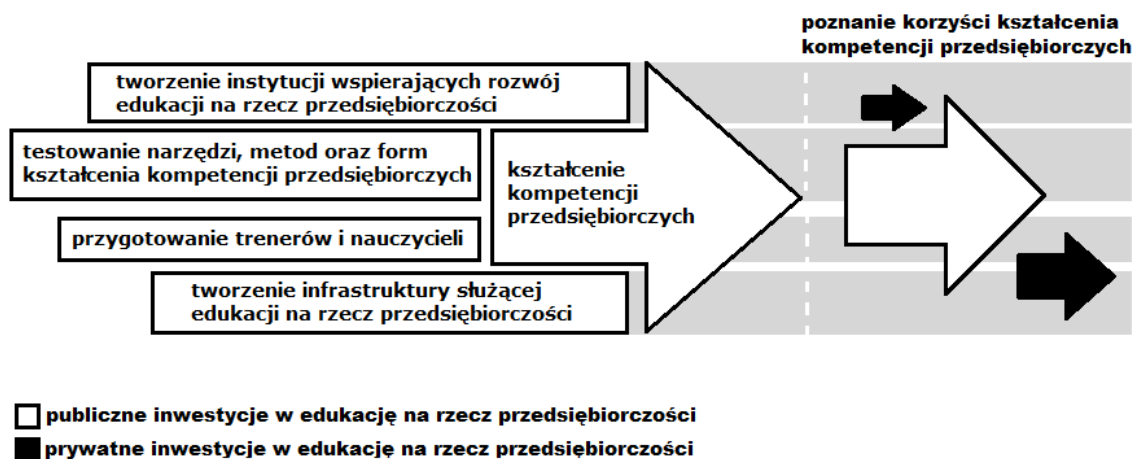 poznanie korzyści kształcenia
kompetencji przedsiębiorczych
tworzenie instytucji wspierających rozwój
edukacji na rzecz przedsiębiorczości
testowanie narzędzi, metod oraz form
kształcenia kompetencji przedsiębiorczych
kształcenie
kompetencji
przedsiębiorczych
przygotowanie trenerów i nauczycieli
tworzenie infrastruktury służącej
edukacji na rzecz przedsiębiorczości
publiczne inwestycje w edukację na rzecz przedsiębiorczości
prywatne inwestycje w edukację na rzecz przedsiębiorczości